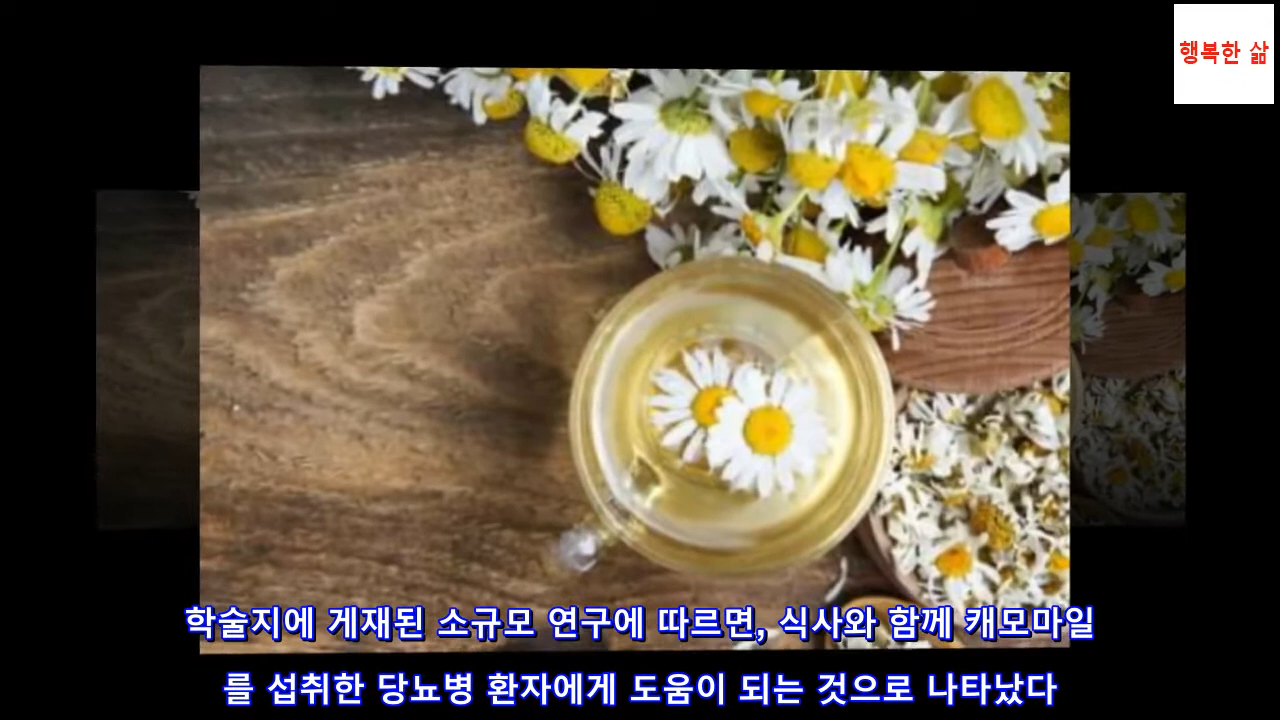 행복한 삶
학술지에 게재된 소규모 연구에 따르면, 식사와 함께 캐모마일
를 섭취한 당뇨병 환자에게 도움이 되는 것으로 나타났다